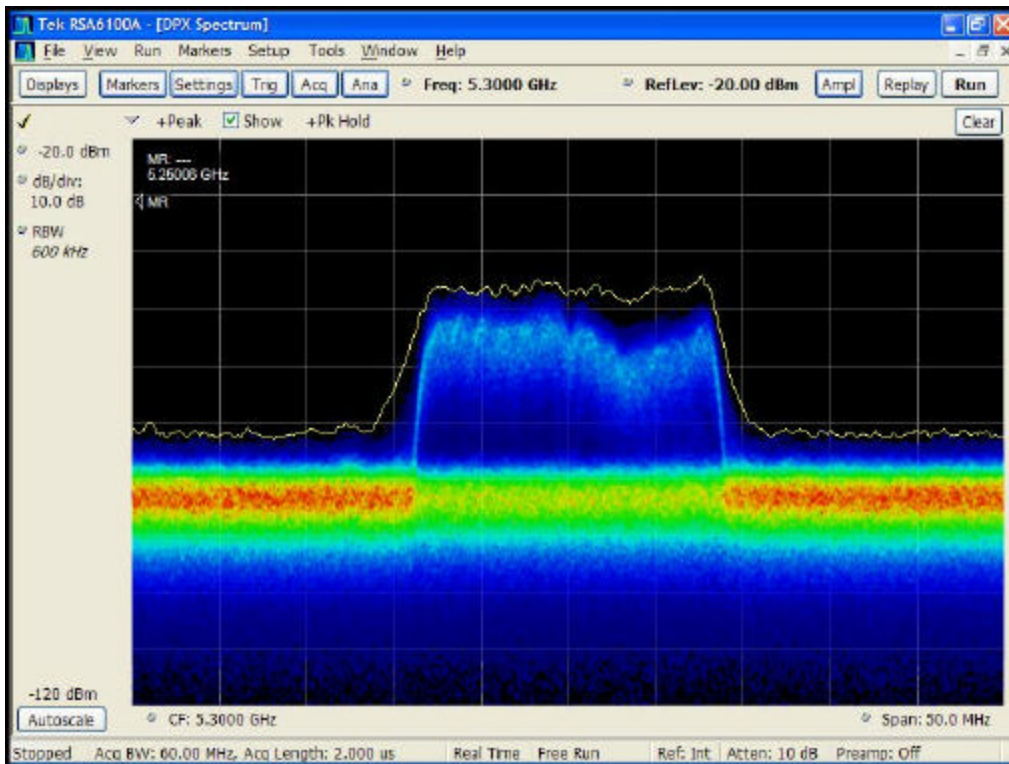 Tek RSA6100A - [DPX Spectrum]
File View Run Markers Setup Tools Window Help
Displays Markers Settings Trig Acq Ana Freq: 5.3000 GHz RefLev: -20.00 dBm Ampl Replay Run
+Peak Show +Pk Hold Clear
-20.0 dBm
dB/div:
10.0 dB
RBW
600 kHz
MR: ---
5.25006 GHz
MR
-120 dBm
Autoscale CF: 5.3000 GHz Span: 50.0 MHz
Stopped Acq BW: 60.00 MHz, Acq Length: 2.000 us Real Time Free Run Ref: Int Atten: 10 dB Preamp: Off